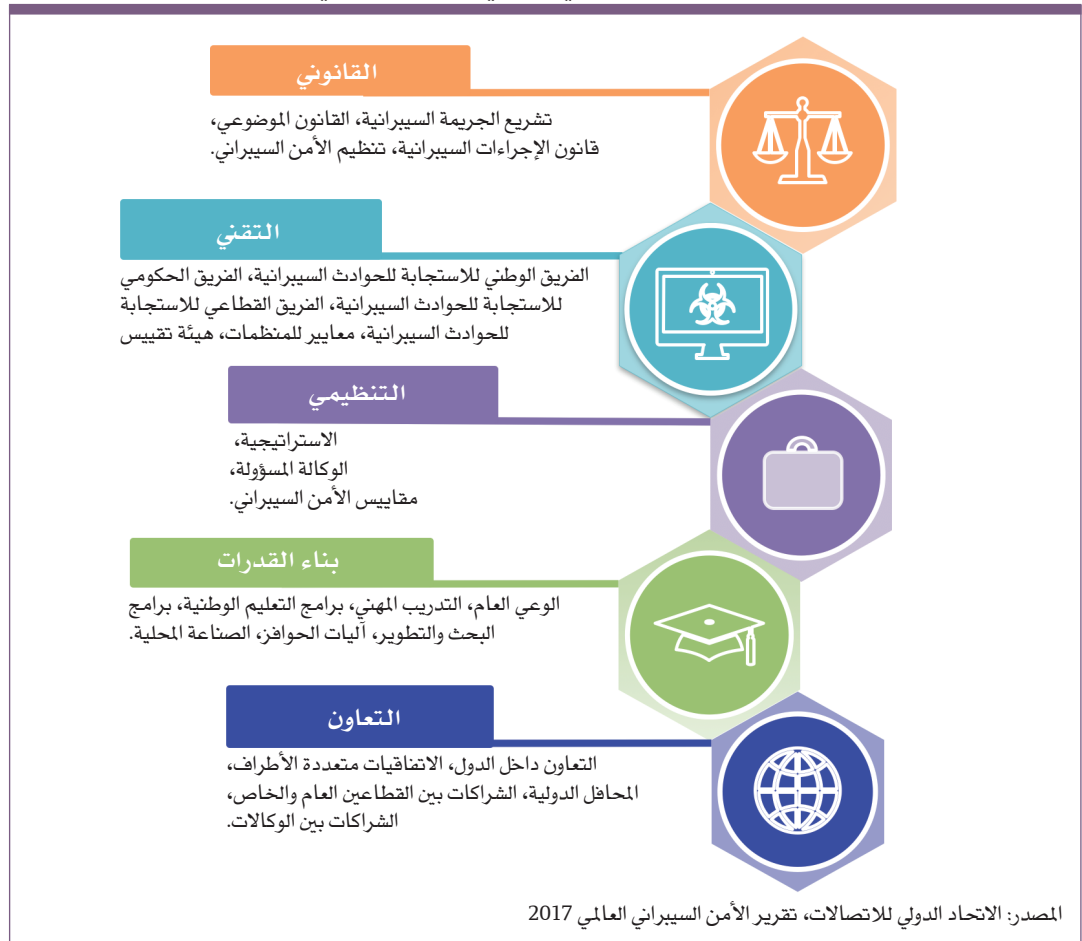 القانوني
تشريع الجريمة السيبرانية، القانون الموضوعي،
قانون الإجراءات السيبرانية، تنظيم الأمن السيبراني.
التقني
الفريق الوطني للاستجابة للحوادث السيبرانية، الفريق الحكومي
للاستجابة للحوادث السيبرانية، الفريق القطاعي للاستجابة
للحوادث السيبرانية، معايير للمنظمات، هيئة تقييس
التنظيمي
الاستراتيجية،
الوكالة المسؤولة،
مقاييس الأمن السيبراني.
بناء القدرات
الوعي العام، التدريب المهني، برامج التعليم الوطنية، برامج
البحث والتطوير، آليات الحوافز، الصناعة المحلية.
التعاون
التعاون داخل الدول، الاتفاقيات متعددة الأطراف،
المحافل الدولية، الشراكات بين القطاعين العام والخاص،
الشراكات بين الوكالات.
المصدر: الاتحاد الدولي للاتصالات، تقرير الأمن السيبراني العالمي 2017